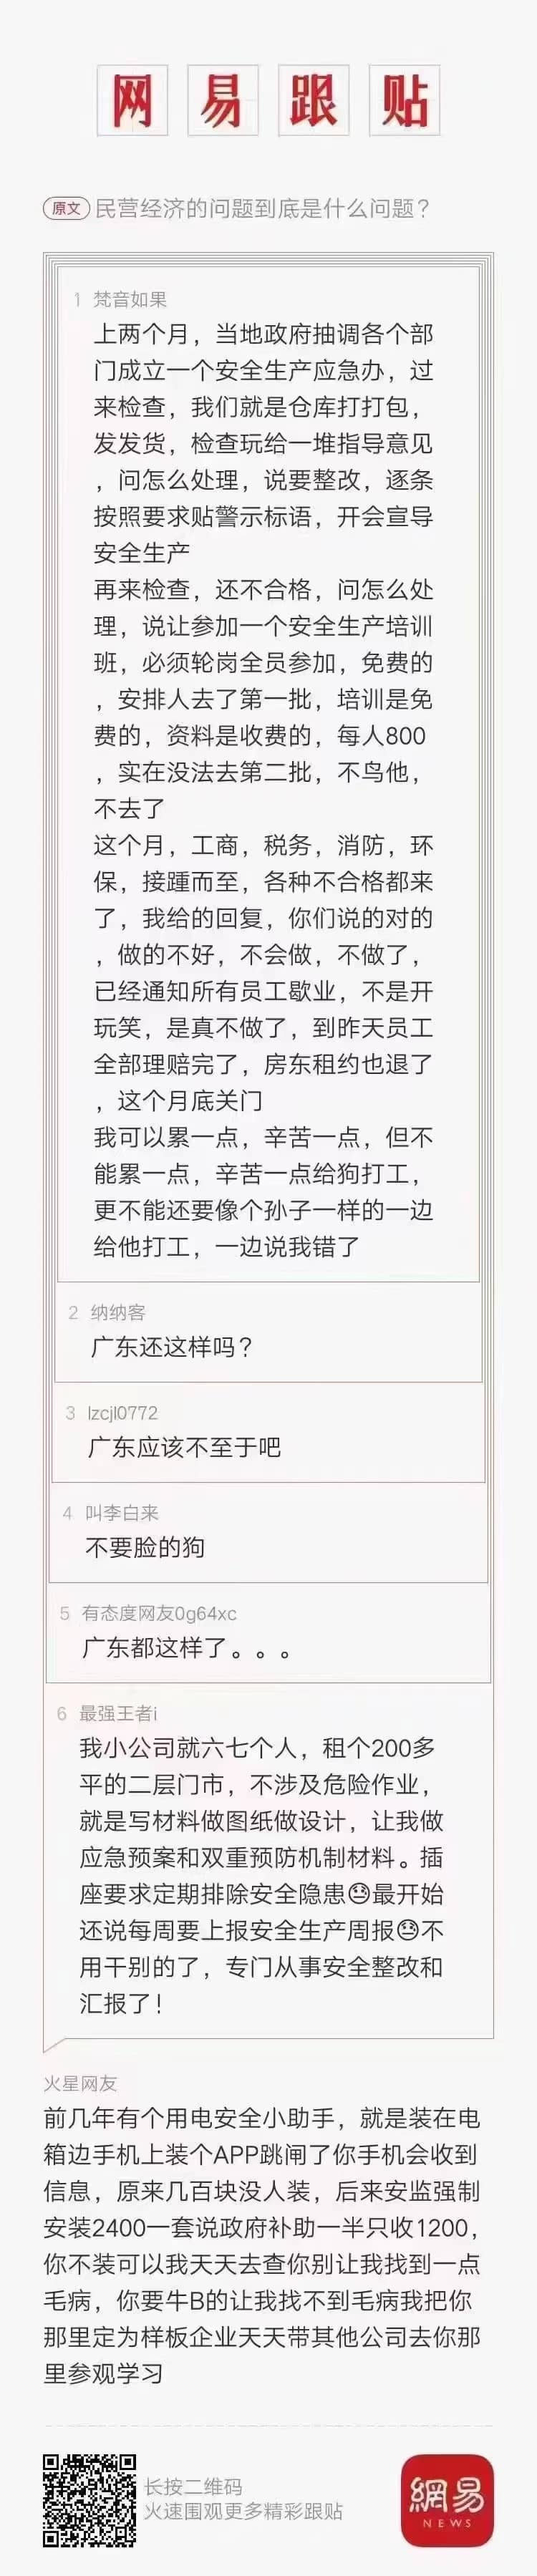 网易跟贴
原文 民营经济的问题到底是什么问题？
1 梵音如果
上两个月，当地政府抽调各个部
门成立一个安全生产应急办，过
来检查，我们就是仓库打打包，
发发货，检查玩给一堆指导意见
，问怎么处理，说要整改，逐条
按照要求贴警示标语，开会宣导
安全生产
再来检查，还不合格，问怎么处
理，说让参加一个安全生产培训
班，必须轮岗全员参加，免费的
，安排人去了第一批，培训是免
费的，资料是收费的，每人800
，实在没法去第二批，不鸟他，
不去了
这个月，工商，税务，消防，环
保，接踵而至，各种不合格都来
了，我给的回复，你们说的对的
，做的不好，不会做，不做了，
已经通知所有员工歇业，不是开
玩笑，是真不做了，到昨天员工
全部理赔完了，房东租约也退了
，这个月底关门
我可以累一点，辛苦一点，但不
能累一点，辛苦一点给狗打工，
更不能还要像个孙子一样的一边
给他打工，一边说我错了
2 纳纳客
广东还这样吗？
3 lzcjl0772
广东应该不至于吧
4 叫李白来
不要脸的狗
5 有态度网友0g64xc
广东都这样了。。。
6 最强王者i
我小公司就六七个人，租个200多
平的二层门市，不涉及危险作业，
就是写材料做图纸做设计，让我做
应急预案和双重预防机制材料。插
座要求定期排除安全隐患😓最开始
还说每周要上报安全生产周报😓不
用干别的了，专门从事安全整改和
汇报了！
火星网友
前几年有个用电安全小助手，就是装在电
箱边手机上装个APP跳闸了你手机会收到
信息，原来几百块没人装，后来安监强制
安装2400一套说政府补助一半只收1200，
你不装可以我天天去查你别让我找到一点
毛病，你要牛B的让我找不到毛病我把你
那里定为样板企业天天带其他公司去你那
里参观学习
长按二维码
火速围观更多精彩跟贴
網易
NEWS